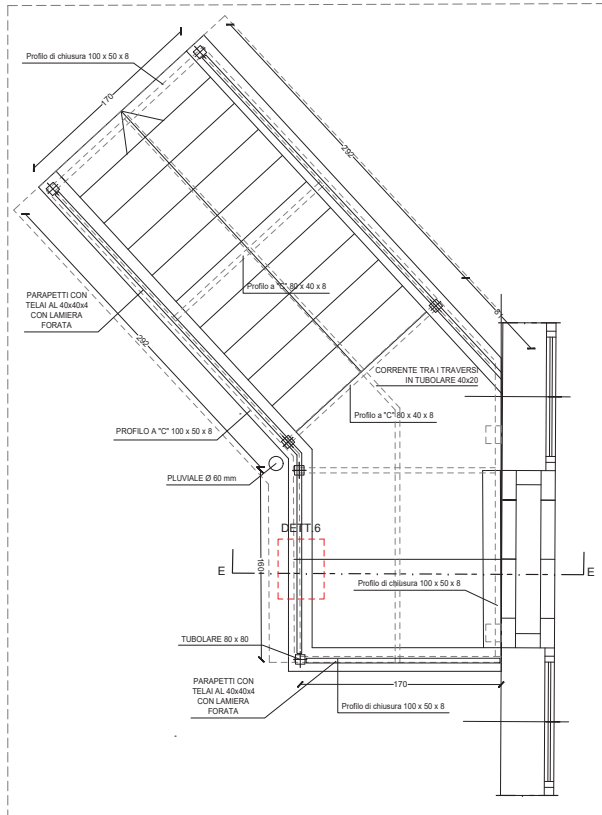 Profilo di chiusura 100 x 50 x 8
170
292
Profilo a "C" 80 x 40 x 8
PARAPETTI CON
TELAI AL 40x40x4
CON LAMIERA
FORATA
81
292
CORRENTE TRA I TRAVERSI
IN TUBOLARE 40x20
Profilo a "C" 80 x 40 x 8
PROFILO A "C" 100 x 50 x 8
PLUVIALE Ø 60 mm
DETT.6
E
160
E
Profilo di chiusura 100 x 50 x 8
TUBOLARE 80 x 80
PARAPETTI CON
TELAI AL 40x40x4
CON LAMIERA
FORATA
170
Profilo di chiusura 100 x 50 x 8